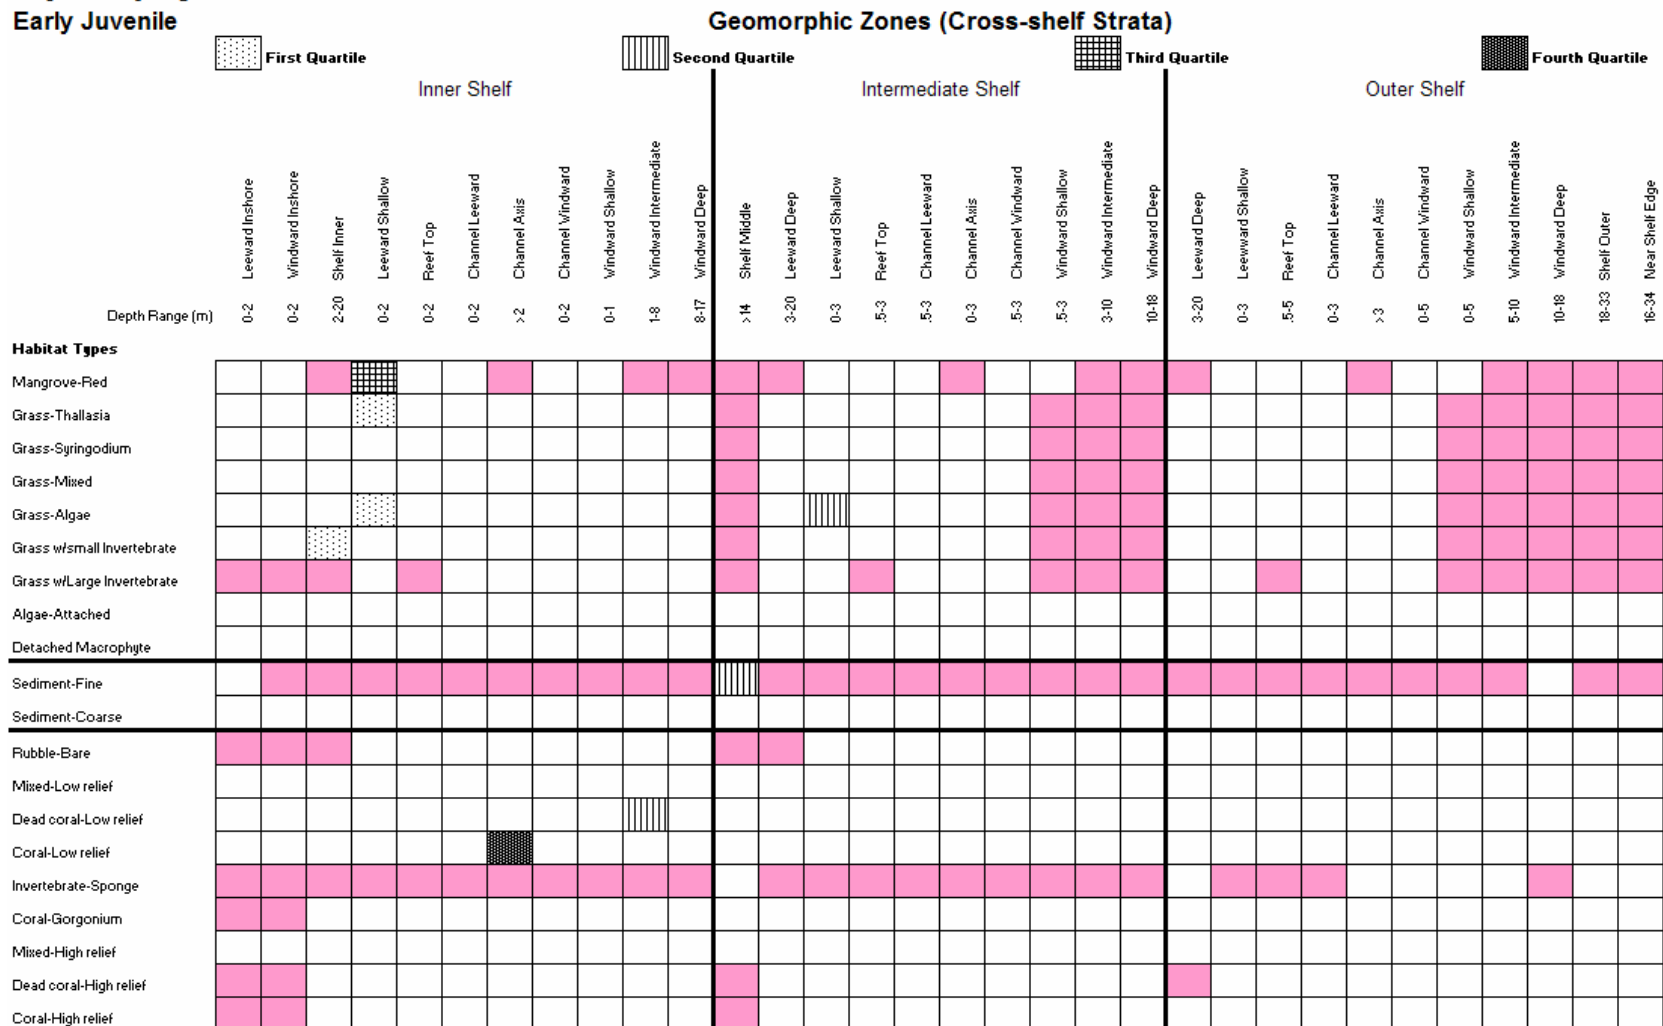 Early Juvenile
Geomorphic Zones (Cross-shelf Strata)
First Quartile
Second Quartile
Third Quartile
Fourth Quartile
Inner Shelf
Intermediate Shelf
Outer Shelf
Leeward Inshore
Windward Inshore
Shelf Inner
Leeward Shallow
Reef Top
Channel Leeward
Channel Axis
Channel Windward
Windward Shallow
Windward Intermediate
Windward Deep
Shelf Middle
Leeward Deep
Leeward Shallow
Reef Top
Channel Leeward
Channel Axis
Channel Windward
Windward Shallow
Windward Intermediate
Windward Deep
Leeward Deep
Leeward Shallow
Reef Top
Channel Leeward
Channel Axis
Channel Windward
Windward Shallow
Windward Intermediate
Windward Deep
Shelf Outer
Near Shelf Edge
Depth Range (m)
0-2
0-2
2-20
0-2
0-2
0-2
>2
0-2
0-1
1-8
8-17
>14
3-20
0-3
.5-3
.5-3
0-3
.5-3
.5-3
3-10
10-18
3-20
0-3
.5-5
0-3
>3
0-5
0-5
5-10
10-18
18-33
16-34
Habitat Types
Mangrove-Red
Grass-Thallasia
Grass-Syringodium
Grass-Mixed
Grass-Algae
Grass w/small Invertebrate
Grass w/Large Invertebrate
Algae-Attached
Detached Macrophyte
Sediment-Fine
Sediment-Coarse
Rubble-Bare
Mixed-Low relief
Dead coral-Low relief
Coral-Low relief
Invertebrate-Sponge
Coral-Gorgonium
Mixed-High relief
Dead coral-High relief
Coral-High relief